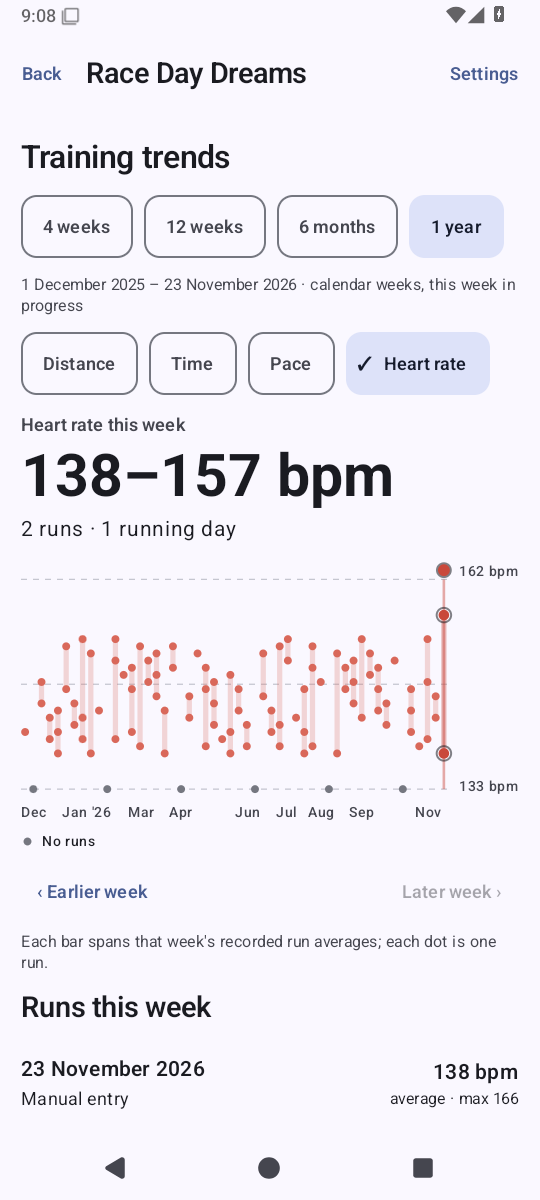 9:08
Back
Race Day Dreams
Settings
Training trends
4 weeks
12 weeks
6 months
1 year
1 December 2025 – 23 November 2026 · calendar weeks, this week in
progress
Distance
Time
Pace
✓ Heart rate
Heart rate this week
138–157 bpm
2 runs · 1 running day
162 bpm
133 bpm
Dec Jan '26 Mar Apr Jun Jul Aug Sep Nov
No runs
‹ Earlier week
Later week ›
Each bar spans that week's recorded run averages; each dot is one
run.
Runs this week
23 November 2026
138 bpm
Manual entry
average · max 166